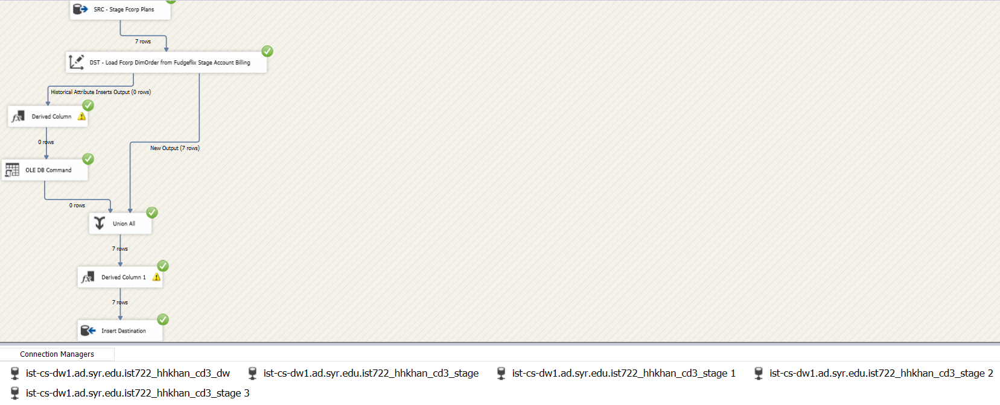 SRC - Stage Fcorp Plans
7 rows
DST - Load Fcorp DimOrder from Fudgeflix Stage Account Billing
Historical Attribute Inserts Output (0 rows)
Derived Column
0 rows
New Output (7 rows)
OLE DB Command
0 rows
Union All
7 rows
Derived Column 1
7 rows
Insert Destination
Connection Managers
ist-cs-dw1.ad.syr.edu.ist722_hhkhan_cd3_dw
ist-cs-dw1.ad.syr.edu.ist722_hhkhan_cd3_stage
ist-cs-dw1.ad.syr.edu.ist722_hhkhan_cd3_stage 1
ist-cs-dw1.ad.syr.edu.ist722_hhkhan_cd3_stage 2
ist-cs-dw1.ad.syr.edu.ist722_hhkhan_cd3_stage 3